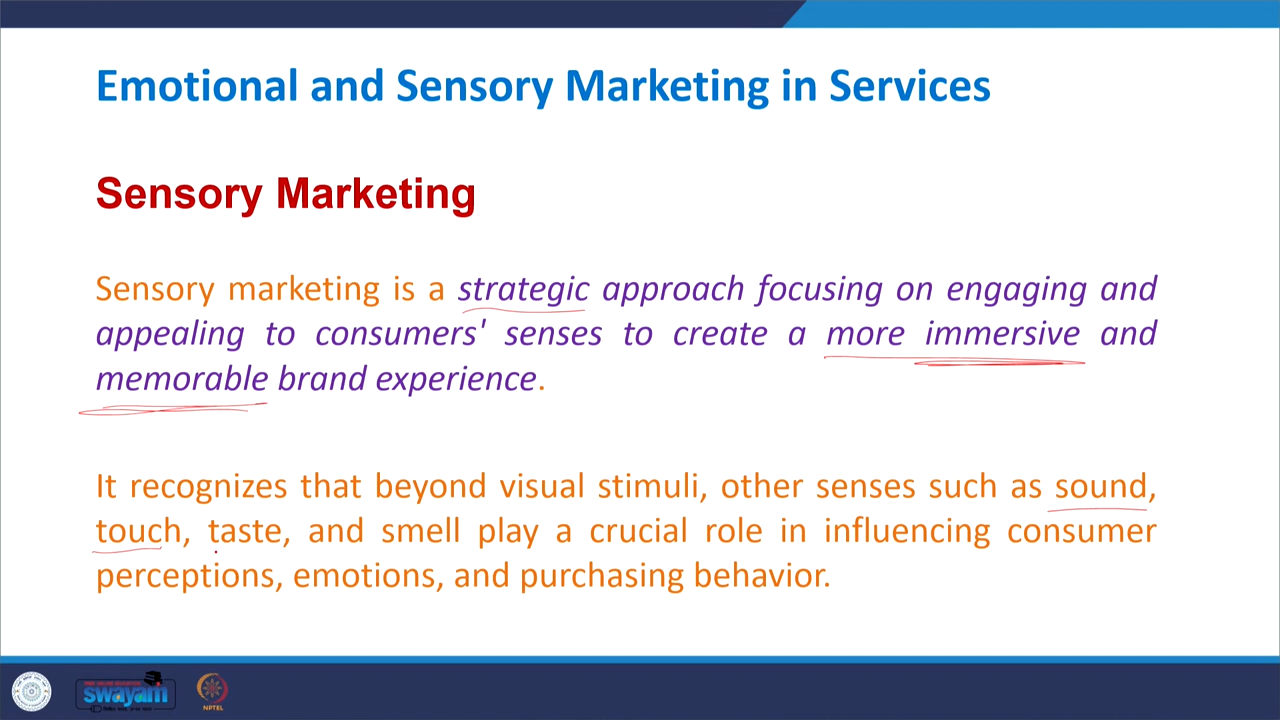 Emotional and Sensory Marketing in Services
Sensory Marketing
Sensory marketing is a strategic approach focusing on engaging and
appealing to consumers' senses to create a more immersive and
memorable brand experience.
It recognizes that beyond visual stimuli, other senses such as sound,
touch, taste, and smell play a crucial role in influencing consumer
perceptions, emotions, and purchasing behavior.
swayam
NPTEL